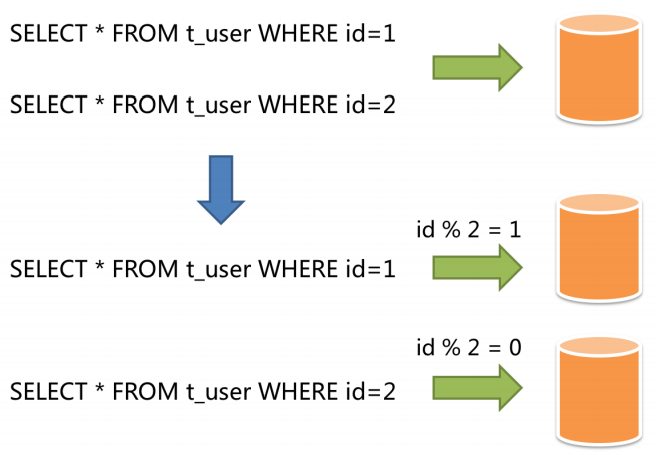 SELECT * FROM t_user WHERE id=1
SELECT * FROM t_user WHERE id=2
id % 2 = 1
SELECT * FROM t_user WHERE id=1
id % 2 = 0
SELECT * FROM t_user WHERE id=2